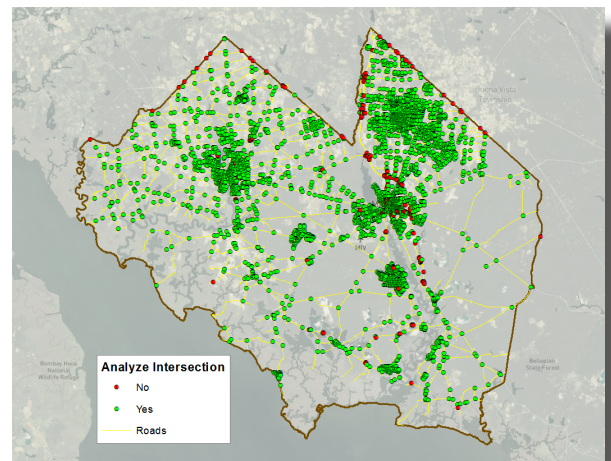 Buena Vista
Township
Bombay Hook
National
Wildlife Refuge
Belleplain
State Forest
Analyze Intersection
No
Yes
Roads